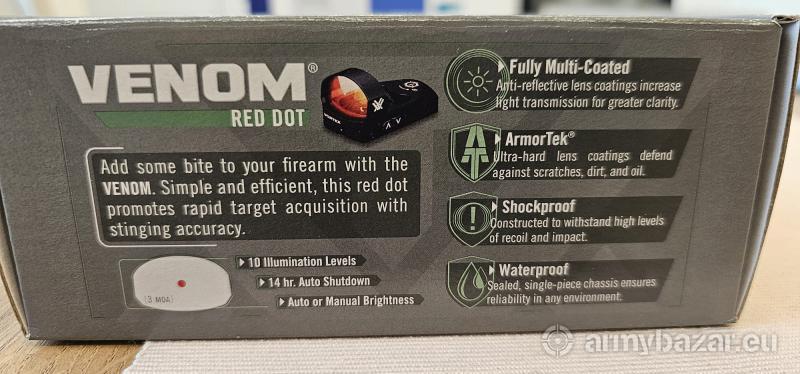 VENOM®
RED DOT
VORTEX
Add some bite to your firearm with the
VENOM. Simple and efficient, this red dot
promotes rapid target acquisition with
stinging accuracy.
(3 MOA)
10 Illumination Levels
14 hr. Auto Shutdown
Auto or Manual Brightness
Fully Multi-Coated
Anti-reflective lens coatings increase
light transmission for greater clarity.
ArmorTek®
Ultra-hard lens coatings defend
against scratches, dirt, and oil.
Shockproof
Constructed to withstand high levels
of recoil and impact.
Waterproof
Sealed, single-piece chassis ensures
reliability in any environment.
armybazar.eu